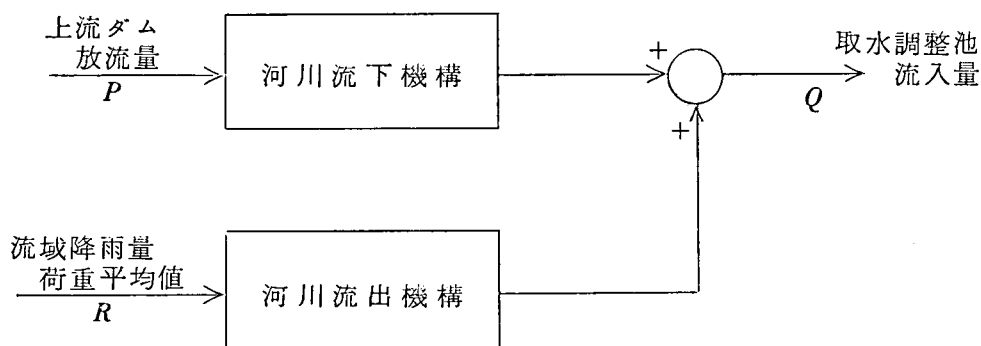 上流ダム
放流量
P
河川流下機構
+
取水調整池
流入量
Q
+
流域降雨量
荷重平均値
R
河川流出機構